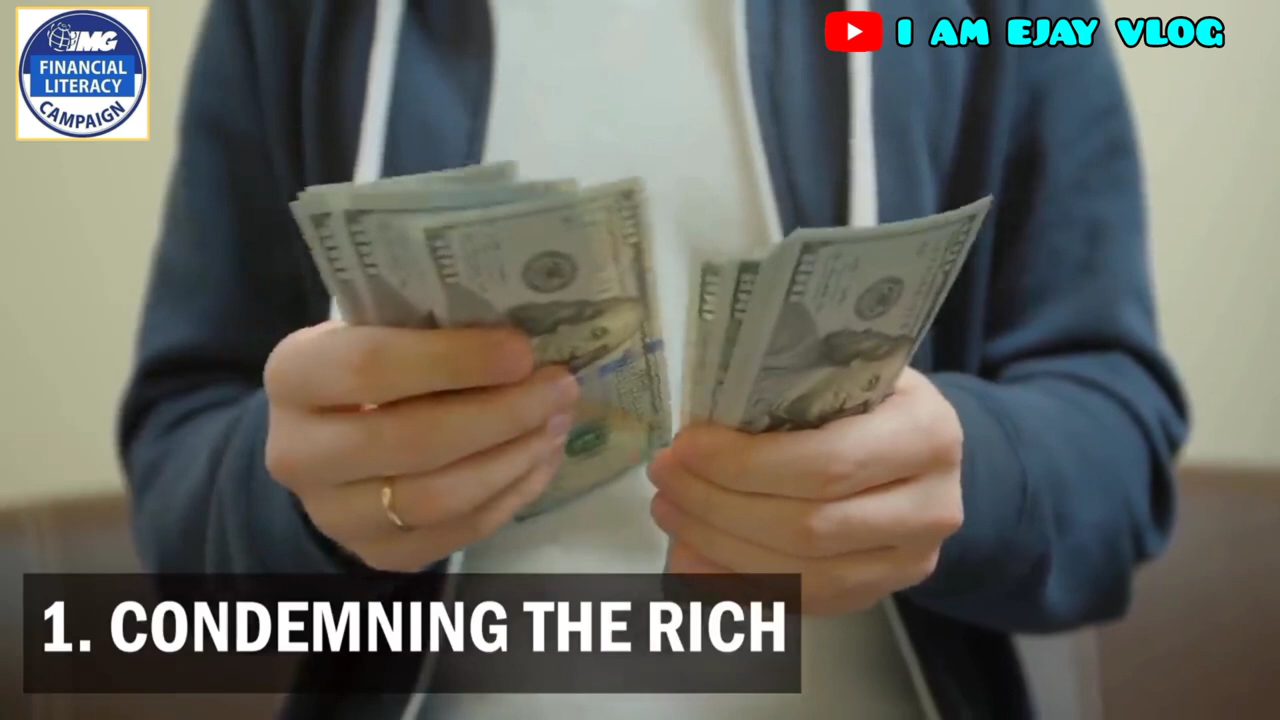 IMG
FINANCIAL
LITERACY
CAMPAIGN
I AM EJAY VLOG
1. CONDEMNING THE RICH